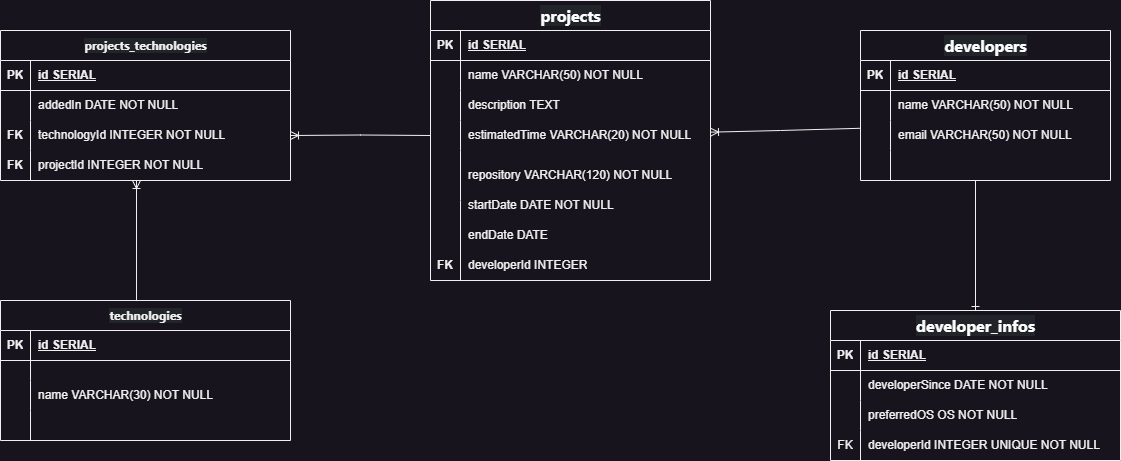 projects_technologies
PK id SERIAL
addedIn DATE NOT NULL
FK technologyId INTEGER NOT NULL
FK projectId INTEGER NOT NULL
projects
PK id SERIAL
name VARCHAR(50) NOT NULL
description TEXT
estimatedTime VARCHAR(20) NOT NULL
repository VARCHAR(120) NOT NULL
startDate DATE NOT NULL
endDate DATE
FK developerId INTEGER
developers
PK id SERIAL
name VARCHAR(50) NOT NULL
email VARCHAR(50) NOT NULL
technologies
PK id SERIAL
name VARCHAR(30) NOT NULL
developer_infos
PK id SERIAL
developerSince DATE NOT NULL
preferredOS OS NOT NULL
FK developerId INTEGER UNIQUE NOT NULL